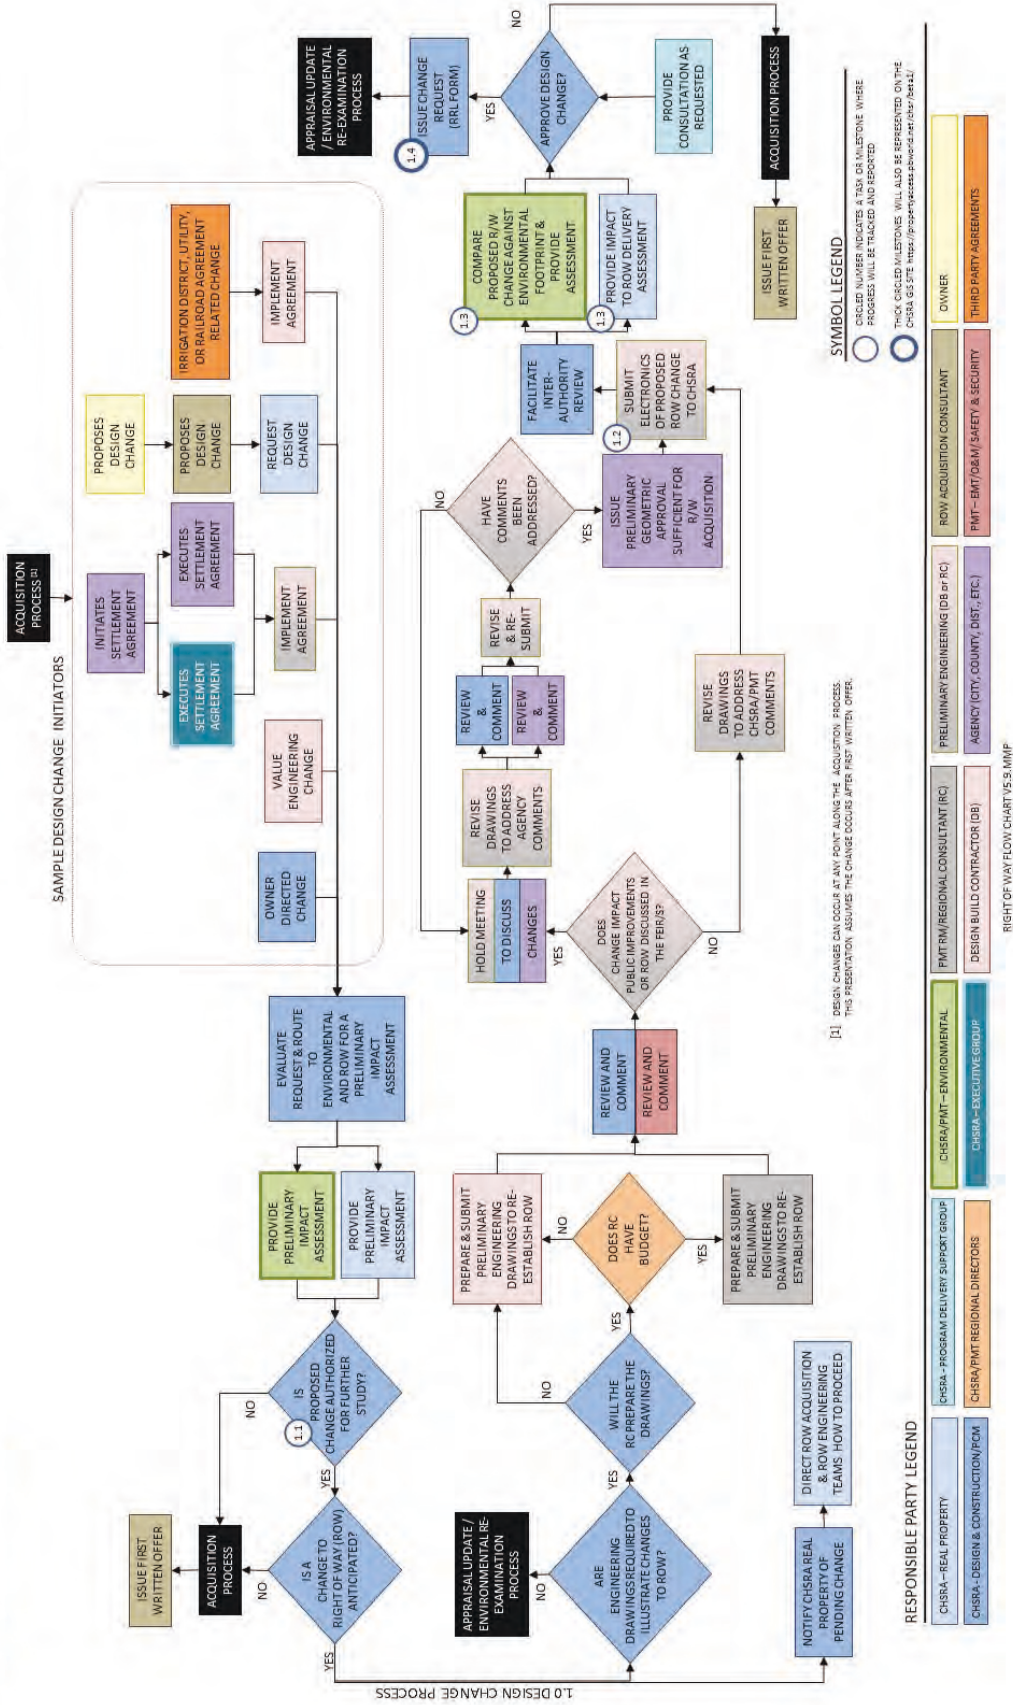 1.0 DESIGN CHANGE PROCESS
SAMPLE DESIGN CHANGE INITIATORS
ACQUISITION
PROCESS [1]
INITIATES
SETTLEMENT
AGREEMENT
EXECUTES
SETTLEMENT
AGREEMENT
EXECUTES
SETTLEMENT
AGREEMENT
IMPLEMENT
AGREEMENT
PROPOSES
DESIGN
CHANGE
PROPOSES
DESIGN
CHANGE
REQUEST
DESIGN
CHANGE
IRRIGATION DISTRICT, UTILITY,
OR RAILROAD AGREEMENT
RELATED CHANGE
IMPLEMENT
AGREEMENT
OWNER
DIRECTED
CHANGE
VALUE
ENGINEERING
CHANGE
EVALUATE
REQUEST & ROUTE
TO
ENVIRONMENTAL
AND ROW FOR A
PRELIMINARY
IMPACT
ASSESSMENT
PROVIDE
PRELIMINARY
IMPACT
ASSESSMENT
PROVIDE
PRELIMINARY
IMPACT
ASSESSMENT
1.1
IS
PROPOSED
CHANGE AUTHORIZED
FOR FURTHER
STUDY?
NO
YES
ISSUE FIRST
WRITTEN OFFER
ACQUISITION
PROCESS
NO
IS A
CHANGE TO
RIGHT OF WAY (ROW)
ANTICIPATED?
YES
APPRAISAL UPDATE /
ENVIRONMENTAL RE-
EXAMINATION
PROCESS
NO
ARE
ENGINEERING
DRAWINGS REQUIRED TO
ILLUSTRATE CHANGES
TO ROW?
YES
NOTIFY CHSRA REAL
PROPERTY OF
PENDING CHANGE
DIRECT ROW ACQUISITION
& ROW ENGINEERING
TEAMS HOW TO PROCEED
WILL THE
RC PREPARE THE
DRAWINGS?
NO
YES
DOES RC
HAVE
BUDGET?
NO
YES
PREPARE & SUBMIT
PRELIMINARY
ENGINEERING
DRAWINGS TO RE-
ESTABLISH ROW
PREPARE & SUBMIT
PRELIMINARY
ENGINEERING
DRAWINGS TO RE-
ESTABLISH ROW
REVIEW AND
COMMENT
REVIEW AND
COMMENT
DOES
CHANGE IMPACT
PUBLIC IMPROVEMENTS
OR ROW DISCUSSED IN
THE FEIR/S?
YES
NO
HOLD MEETING
TO DISCUSS
CHANGES
REVISE
DRAWINGS
TO ADDRESS
AGENCY
COMMENTS
REVIEW
&
COMMENT
REVIEW
&
COMMENT
REVISE
& RE-
SUBMIT
HAVE
COMMENTS
BEEN
ADDRESSED?
NO
YES
ISSUE
PRELIMINARY
GEOMETRIC
APPROVAL
SUFFICIENT FOR
R/W
ACQUISITION
REVISE
DRAWINGS
TO ADDRESS
CHSRA/PMT
COMMENTS
1.2
SUBMIT
ELECTRONICS
OF PROPOSED
ROW CHANGE
TO CHSRA
FACILITATE
INTER-
AUTHORITY
REVIEW
1.3
COMPARE
PROPOSED R/W
CHANGE AGAINST
ENVIRONMENTAL
FOOTPRINT &
PROVIDE
ASSESSMENT
1.3
PROVIDE IMPACT
TO ROW DELIVERY
ASSESSMENT
APPROVE DESIGN
CHANGE?
NO
YES
PROVIDE
CONSULTATION AS
REQUESTED
1.4
ISSUE CHANGE
REQUEST
(RRL FORM)
APPRAISAL UPDATE
/ ENVIRONMENTAL
RE-EXAMINATION
PROCESS
ACQUISITION PROCESS
ISSUE FIRST
WRITTEN OFFER
SYMBOL LEGEND
CIRCLED NUMBER INDICATES A TASK OR MILESTONE WHERE
PROGRESS WILL BE TRACKED AND REPORTED
THICK CIRCLED MILESTONES WILL ALSO BE REPRESENTED ON THE
CHSRA GIS SITE https://propertyaccess.pbworld.net/chsr/beta1/
[1] DESIGN CHANGES CAN OCCUR AT ANY POINT ALONG THE ACQUISITION PROCESS.
THIS PRESENTATION ASSUMES THE CHANGE OCCURS AFTER FIRST WRITTEN OFFER.
RESPONSIBLE PARTY LEGEND
CHSRA – REAL PROPERTY
CHSRA - PROGRAM DELIVERY SUPPORT GROUP
CHSRA/PMT – ENVIRONMENTAL
PMT RM/REGIONAL CONSULTANT (RC)
PRELIMINARY ENGINEERING (DB or RC)
ROW ACQUISITION CONSULTANT
OWNER
CHSRA - DESIGN & CONSTRUCTION/PCM
CHSRA/PMT REGIONAL DIRECTORS
CHSRA – EXECUTIVE GROUP
DESIGN BUILD CONTRACTOR (DB)
AGENCY (CITY, COUNTY, DIST., ETC.)
PMT – EMT/O&M/ SAFETY & SECURITY
THIRD PARTY AGREEMENTS
RIGHT OF WAY FLOW CHART V5.9.MMP